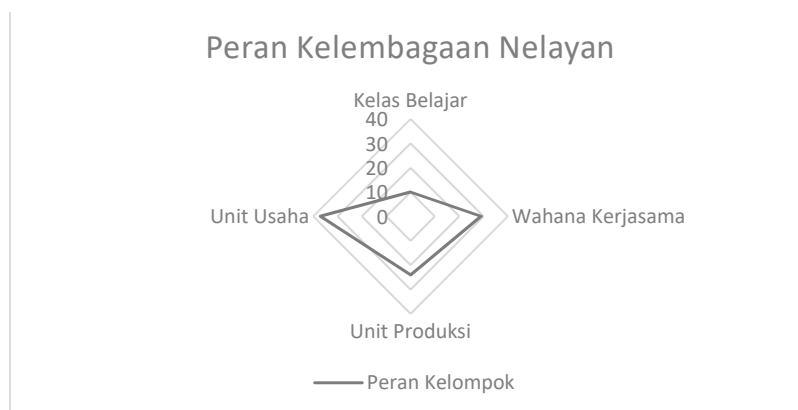 Peran Kelembagaan Nelayan
Kelas Belajar
40
30
20
10
0
Unit Usaha
Wahana Kerjasama
Unit Produksi
Peran Kelompok